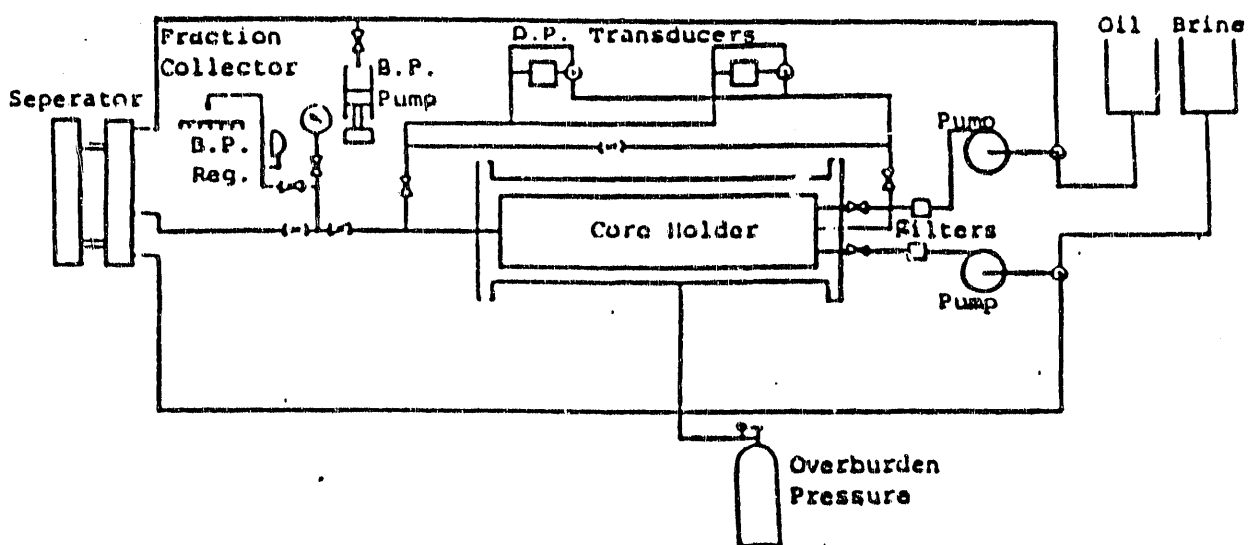 Fraction
Collector
Seperator
B.P.
Reg.
B.P.
Pump
D.P. Transducers
Oil
Brine
Pump
Core Holder
Filters
Pump
Overburden
Pressure